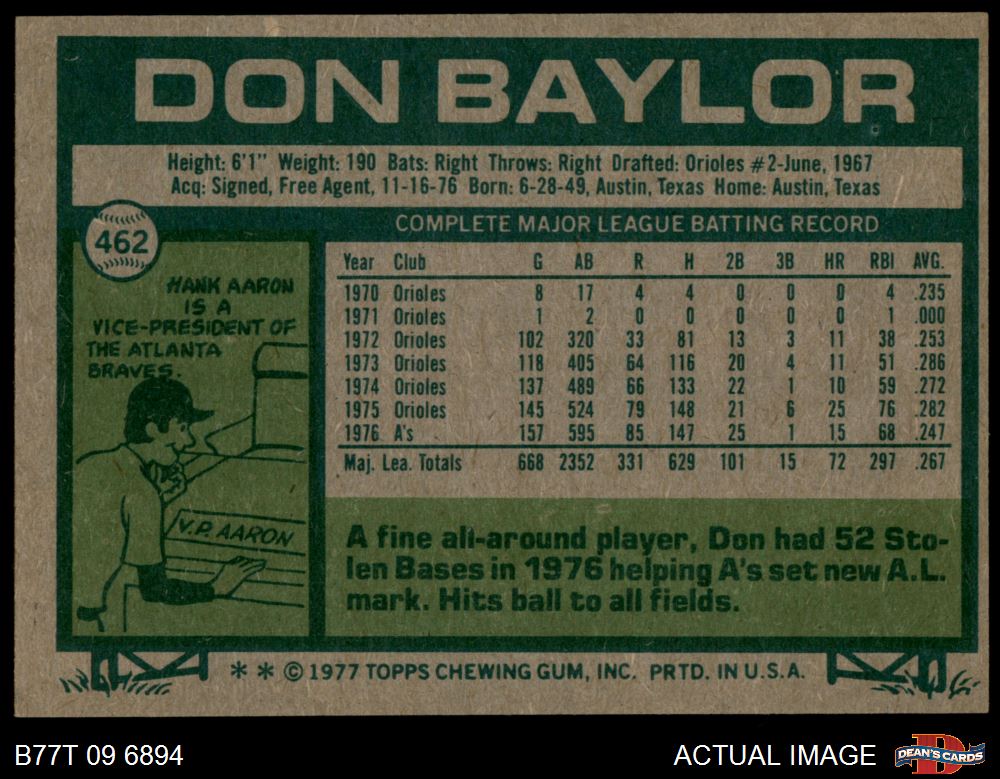 DON BAYLOR
Height: 6'1" Weight: 190 Bats: Right Throws: Right Drafted: Orioles #2-June, 1967
Acq: Signed, Free Agent, 11-16-76 Born: 6-28-49, Austin, Texas Home: Austin, Texas
462
HANK AARON
IS A
VICE-PRESIDENT OF
THE ATLANTA
BRAVES.
V.P. AARON
COMPLETE MAJOR LEAGUE BATTING RECORD
Year Club G AB R H 2B 3B HR RBI AVG.
1970 Orioles 8 17 4 4 0 0 0 4 .235
1971 Orioles 1 2 0 0 0 0 0 1 .000
1972 Orioles 102 320 33 81 13 3 11 38 .253
1973 Orioles 118 405 64 116 20 4 11 51 .286
1974 Orioles 137 489 66 133 22 1 10 59 .272
1975 Orioles 145 524 79 148 21 6 25 76 .282
1976 A's 157 595 85 147 25 1 15 68 .247
Maj. Lea. Totals 668 2352 331 629 101 15 72 297 .267
A fine all-around player, Don had 52 Sto-
len Bases in 1976 helping A's set new A.L.
mark. Hits ball to all fields.
* * © 1977 TOPPS CHEWING GUM, INC. PRTD. IN U.S.A.
B77T 09 6894
ACTUAL IMAGE
D
DEAN'S CARDS